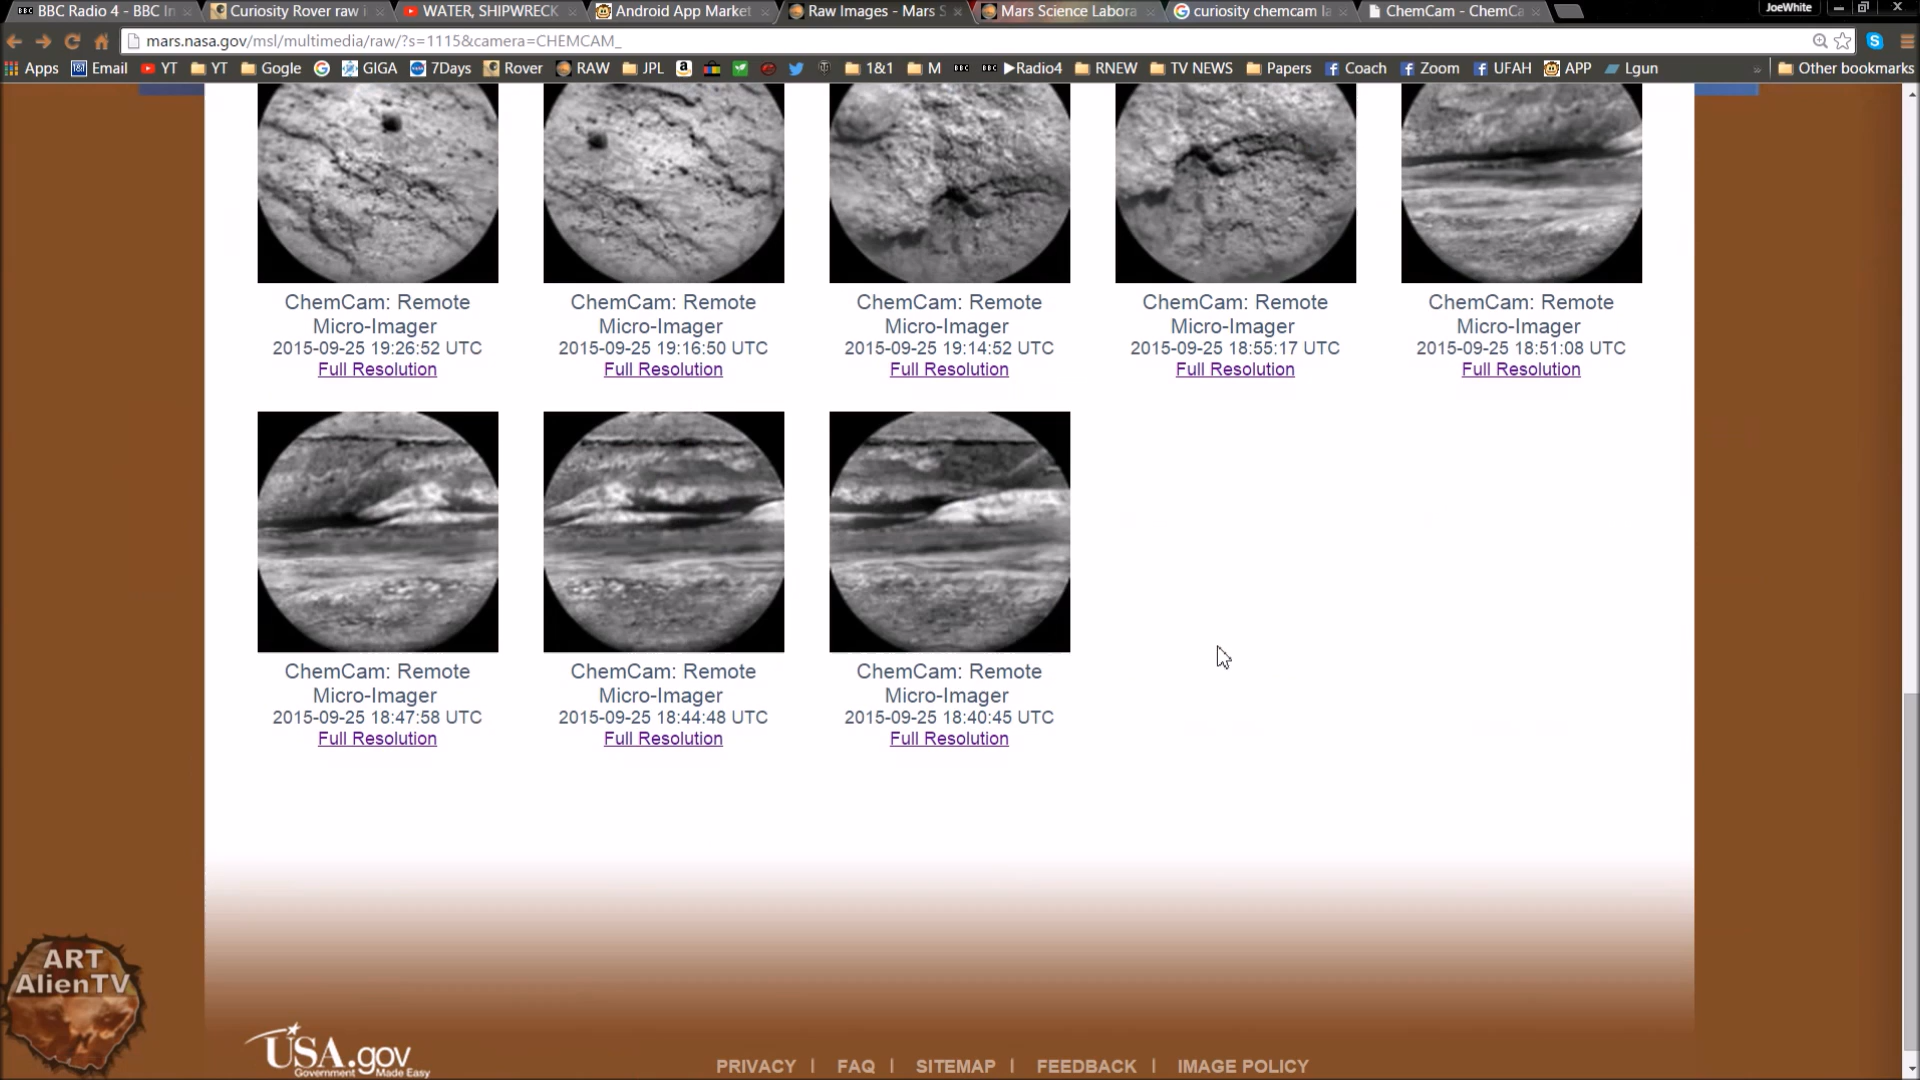 BBC Radio 4 - BBC In
Curiosity Rover raw i
WATER, SHIPWRECK
Android App Market
Raw Images - Mars S
Mars Science Labora
curiosity chemcam la
ChemCam - ChemCa
JoeWhite
mars.nasa.gov/msl/multimedia/raw/?s=1115&camera=CHEMCAM_
Apps Email YT YT Gogle GIGA 7Days Rover RAW JPL 1&1 M ▶Radio4 RNEW TV NEWS Papers Coach Zoom UFAH APP Lgun » Other bookmarks
ChemCam: Remote
Micro-Imager
2015-09-25 19:26:52 UTC
Full Resolution
ChemCam: Remote
Micro-Imager
2015-09-25 19:16:50 UTC
Full Resolution
ChemCam: Remote
Micro-Imager
2015-09-25 19:14:52 UTC
Full Resolution
ChemCam: Remote
Micro-Imager
2015-09-25 18:55:17 UTC
Full Resolution
ChemCam: Remote
Micro-Imager
2015-09-25 18:51:08 UTC
Full Resolution
ChemCam: Remote
Micro-Imager
2015-09-25 18:47:58 UTC
Full Resolution
ChemCam: Remote
Micro-Imager
2015-09-25 18:44:48 UTC
Full Resolution
ChemCam: Remote
Micro-Imager
2015-09-25 18:40:45 UTC
Full Resolution
ART
AlienTV
USA.gov
Government Made Easy
PRIVACY | FAQ | SITEMAP | FEEDBACK | IMAGE POLICY